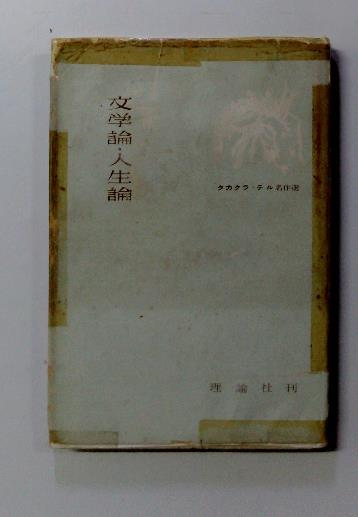 文学論・人生論
タカクラ・テル名作選
理論社刊